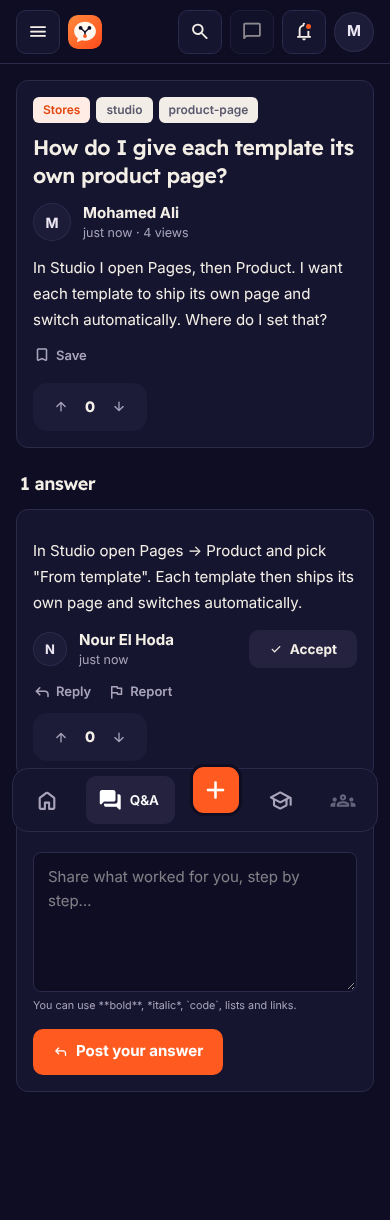 M
Stores studio product-page
How do I give each template its
own product page?
M Mohamed Ali
just now · 4 views
In Studio I open Pages, then Product. I want
each template to ship its own page and
switch automatically. Where do I set that?
Save
0
1 answer
In Studio open Pages → Product and pick
"From template". Each template then ships its
own page and switches automatically.
N Nour El Hoda
just now
Accept
Reply Report
0
Q&A
Share what worked for you, step by
step...
You can use **bold**, *italic*, `code`, lists and links.
Post your answer